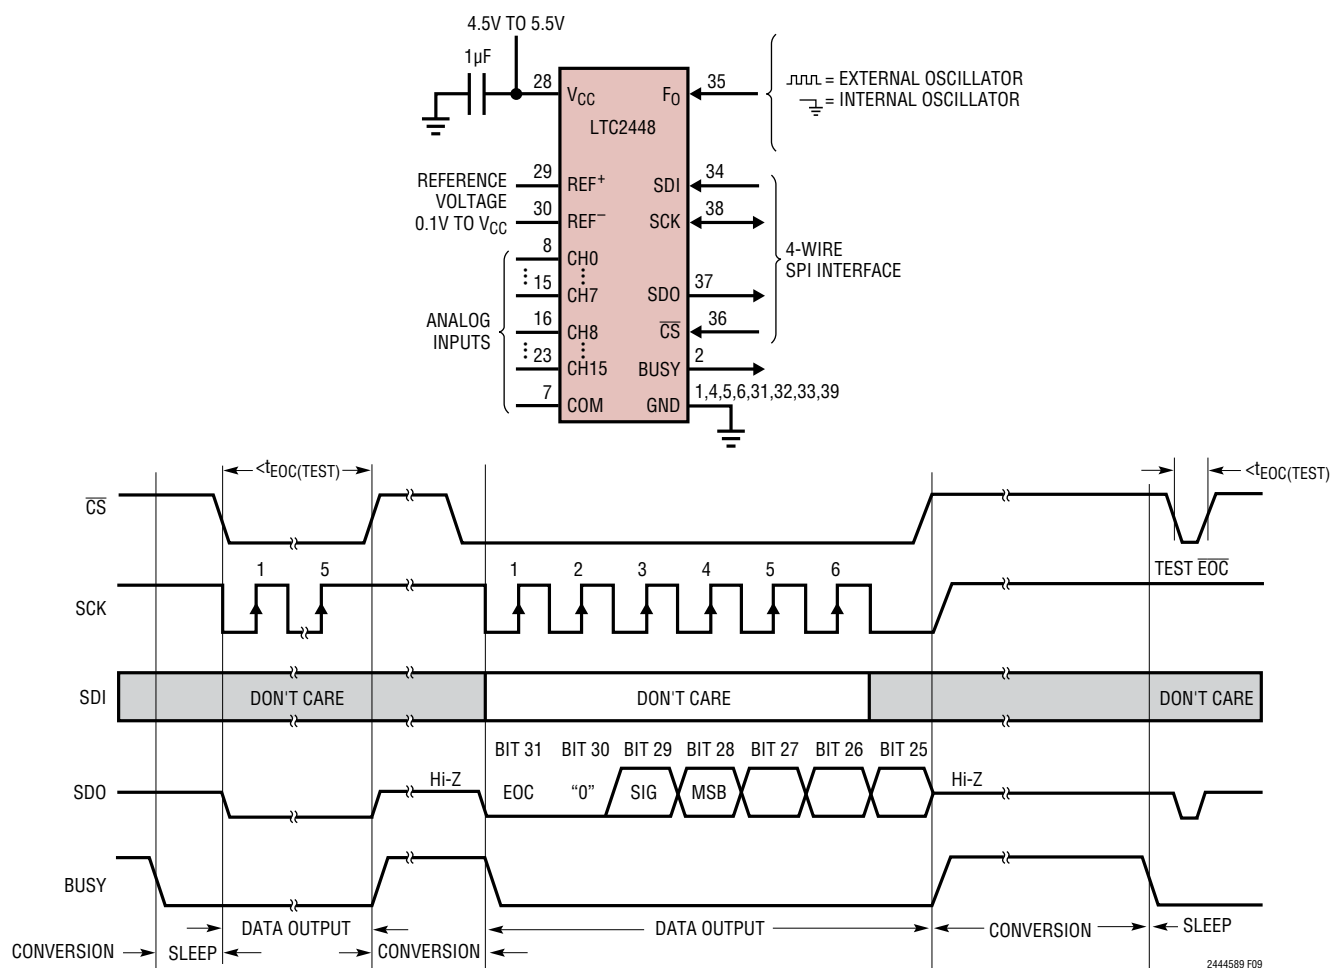 4.5V TO 5.5V
1µF
28
VCC
FO
35
= EXTERNAL OSCILLATOR
= INTERNAL OSCILLATOR
LTC2448
REFERENCE
VOLTAGE
0.1V TO VCC
29
REF+
30
REF–
SDI
34
SCK
38
4-WIRE
SPI INTERFACE
ANALOG
INPUTS
8
CH0
15
CH7
SDO
37
16
CH8
CS
36
23
CH15
BUSY
2
7
COM
GND
1,4,5,6,31,32,33,39
<tEOC(TEST)
<tEOC(TEST)
CS
1
5
1
2
3
4
5
6
TEST EOC
SCK
SDI
DON'T CARE
DON'T CARE
DON'T CARE
BIT 31
BIT 30
BIT 29
BIT 28
BIT 27
BIT 26
BIT 25
SDO
Hi-Z
EOC
“0”
SIG
MSB
Hi-Z
BUSY
CONVERSION
SLEEP
DATA OUTPUT
CONVERSION
DATA OUTPUT
CONVERSION
SLEEP
2444589 F09